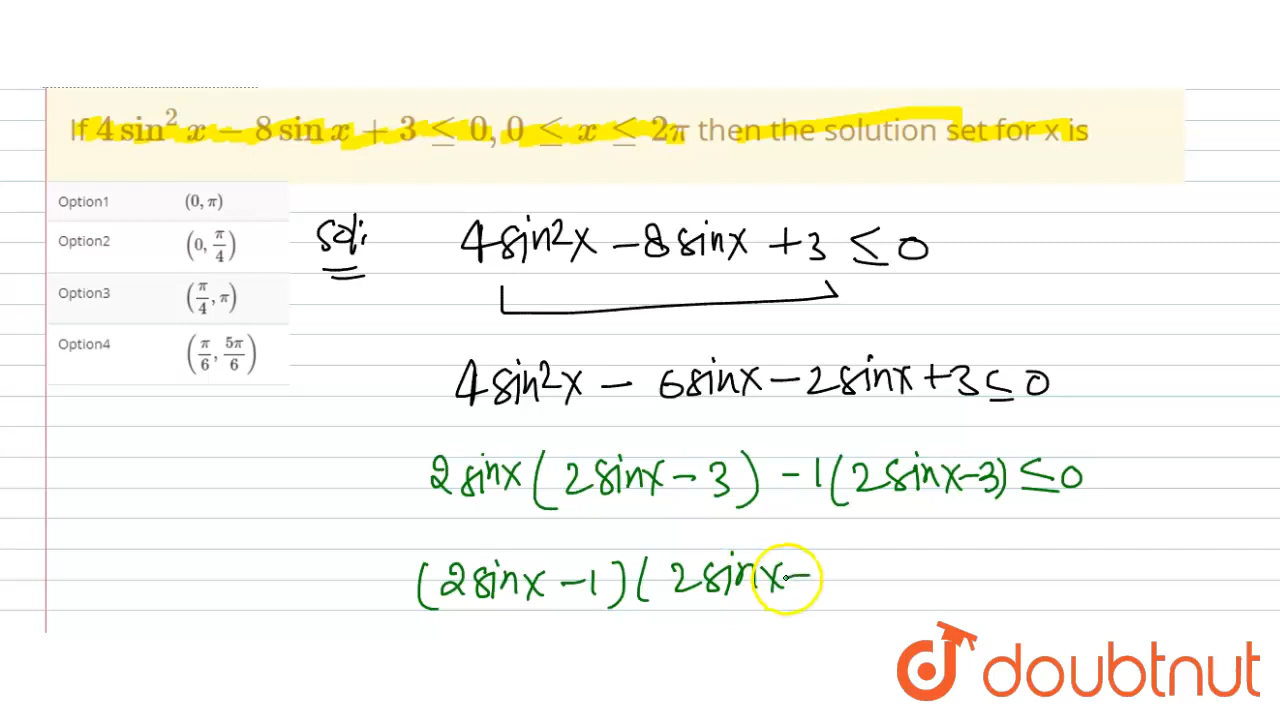 If 4 sin² x − 8 sin x + 3 ≤ 0, 0 ≤ x ≤ 2π then the solution set for x is
Option1 (0, π)
Option2 (0, π/4)
Option3 (π/4, π)
Option4 (π/6, 5π/6)
Sol:
4sin²x − 8sinx + 3 ≤ 0
4sin²x − 6sinx − 2sinx + 3 ≤ 0
2sinx(2sinx − 3) − 1(2sinx − 3) ≤ 0
(2sinx − 1)(2sinx −
doubtnut